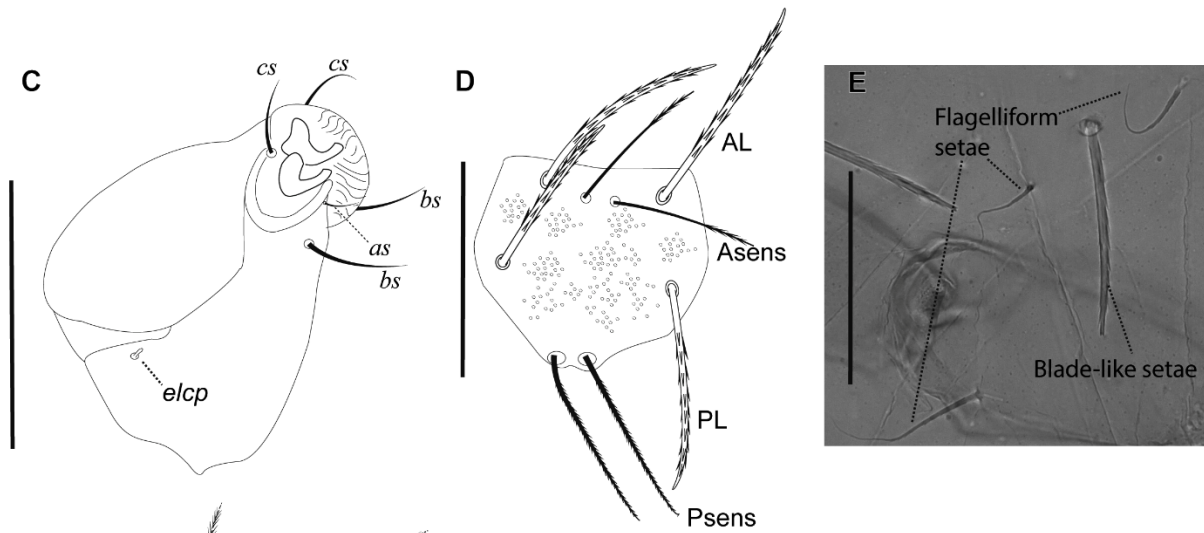 C
cs
cs
bs
as
bs
elcp
D
AL
Asens
PL
Psens
E
Flagelliform
setae
Blade-like setae